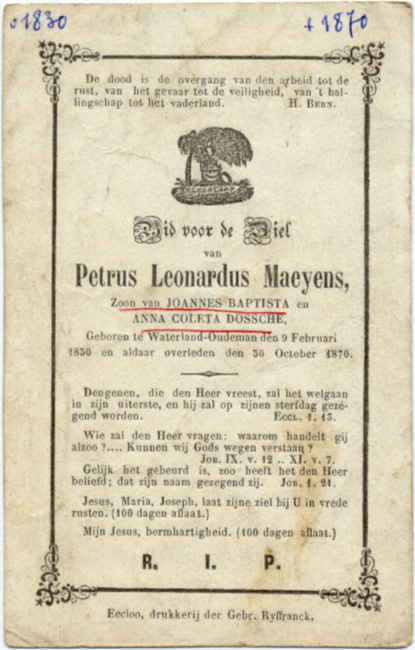 o1830
+1870
De dood is de overgang van den arbeid tot de
rust, van het gevaar tot de veiligheid, van 't bal-
lingschap tot het vaderland. H. Bern.
Bid voor de Ziel
van
Petrus Leonardus Maeyens,
Zoon van JOANNES BAPTISTA en
ANNA COLETA DOSSCHE,
Geboren te Waterland-Oudeman den 9 Februari
1830 en aldaar overleden den 30 October 1870.
Dengenen, die den Heer vreest, zal het welgaan
in zijn uiterste, en hij zal op zijnen sterfdag geze-
gend worden. Eccl. 1. 13.
Wie zal den Heer vragen: waarom handelt gij
alzoo?.... Kunnen wij Gods wegen verstaan?
Job. IX. v. 12 .. XI. v. 7.
Gelijk het gebeurd is, zoo heeft het den Heer
beliefd; dat zijn naam gezegend zij. Job. 1. 21.
Jesus, Maria, Joseph, laat zijne ziel bij U in vrede
rusten. (100 dagen aflaat.)
Mijn Jesus, bermhartigheid. (100 dagen aflaat.)
R. I. P.
Eecloo, drukkerij der Gebr. Ryffranck.